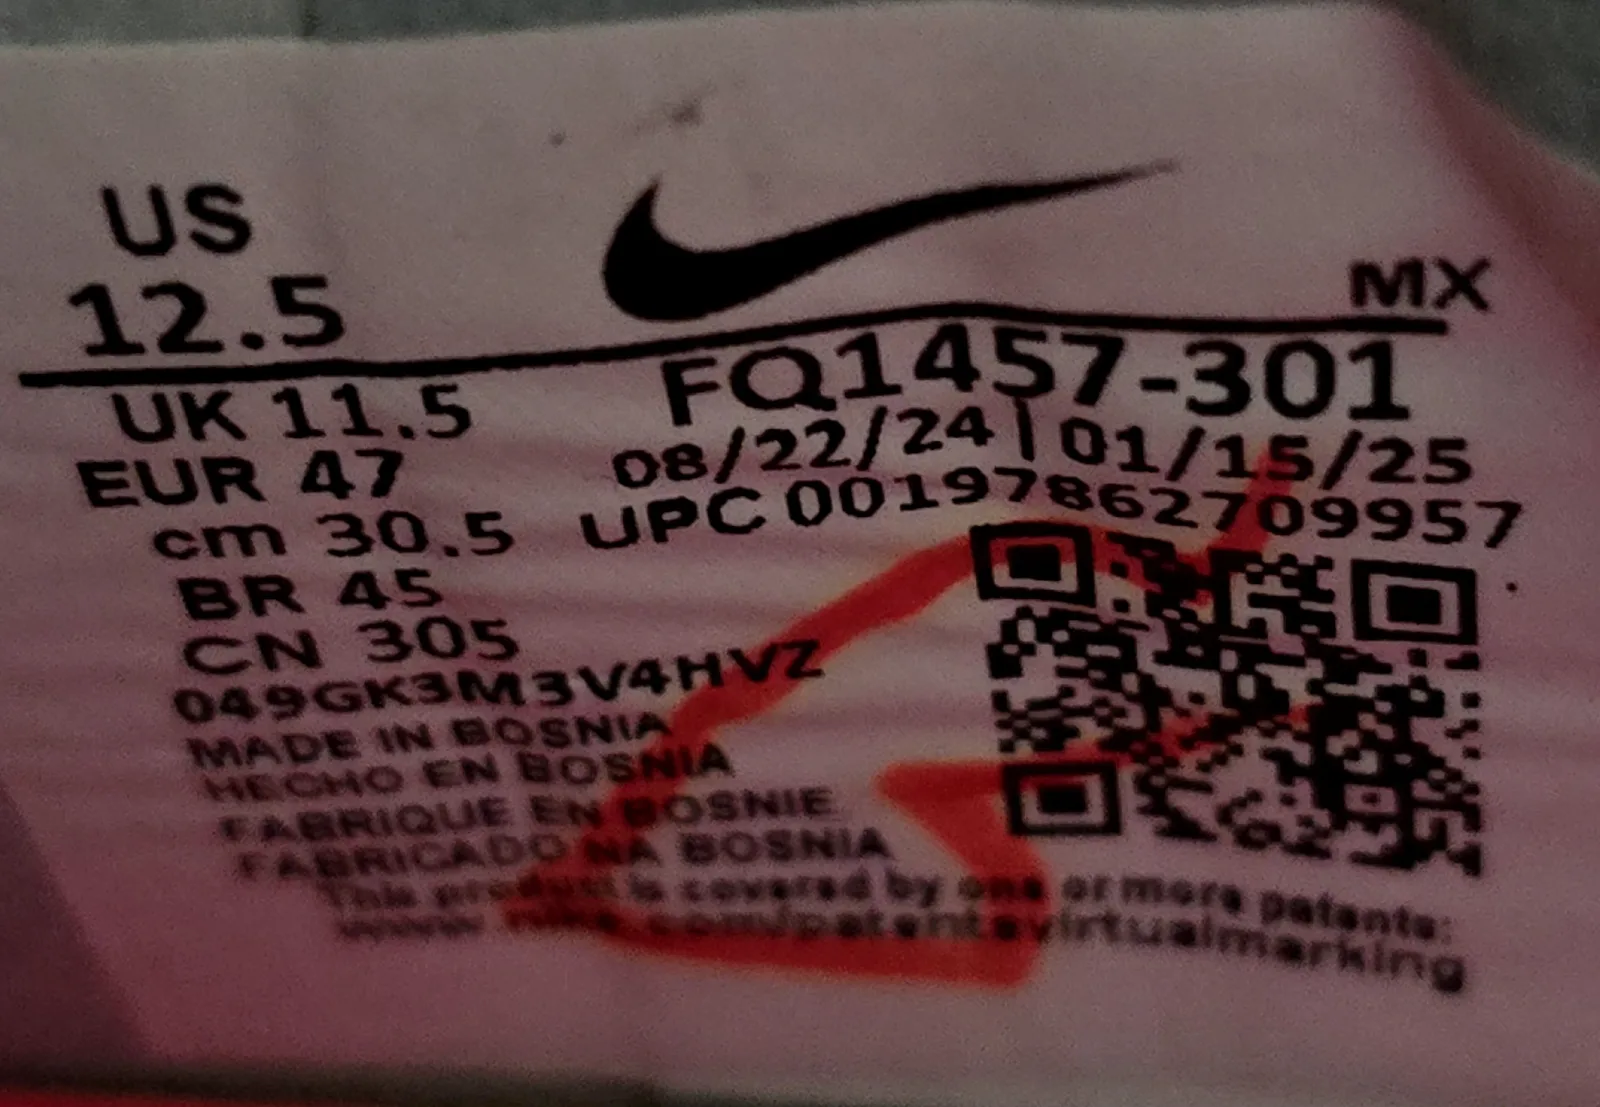 US
12.5
MX
UK 11.5
EUR 47
cm 30.5
BR 45
CN 305
FQ1457-301
08/22/24 | 01/15/25
UPC 00197862709957
049GK3M3V4HVZ
MADE IN BOSNIA
HECHO EN BOSNIA
FABRIQUE EN BOSNIE
FABRICADO NA BOSNIA
This product is covered by one or more patents:
www.nike.com/patentsvirtualmarking